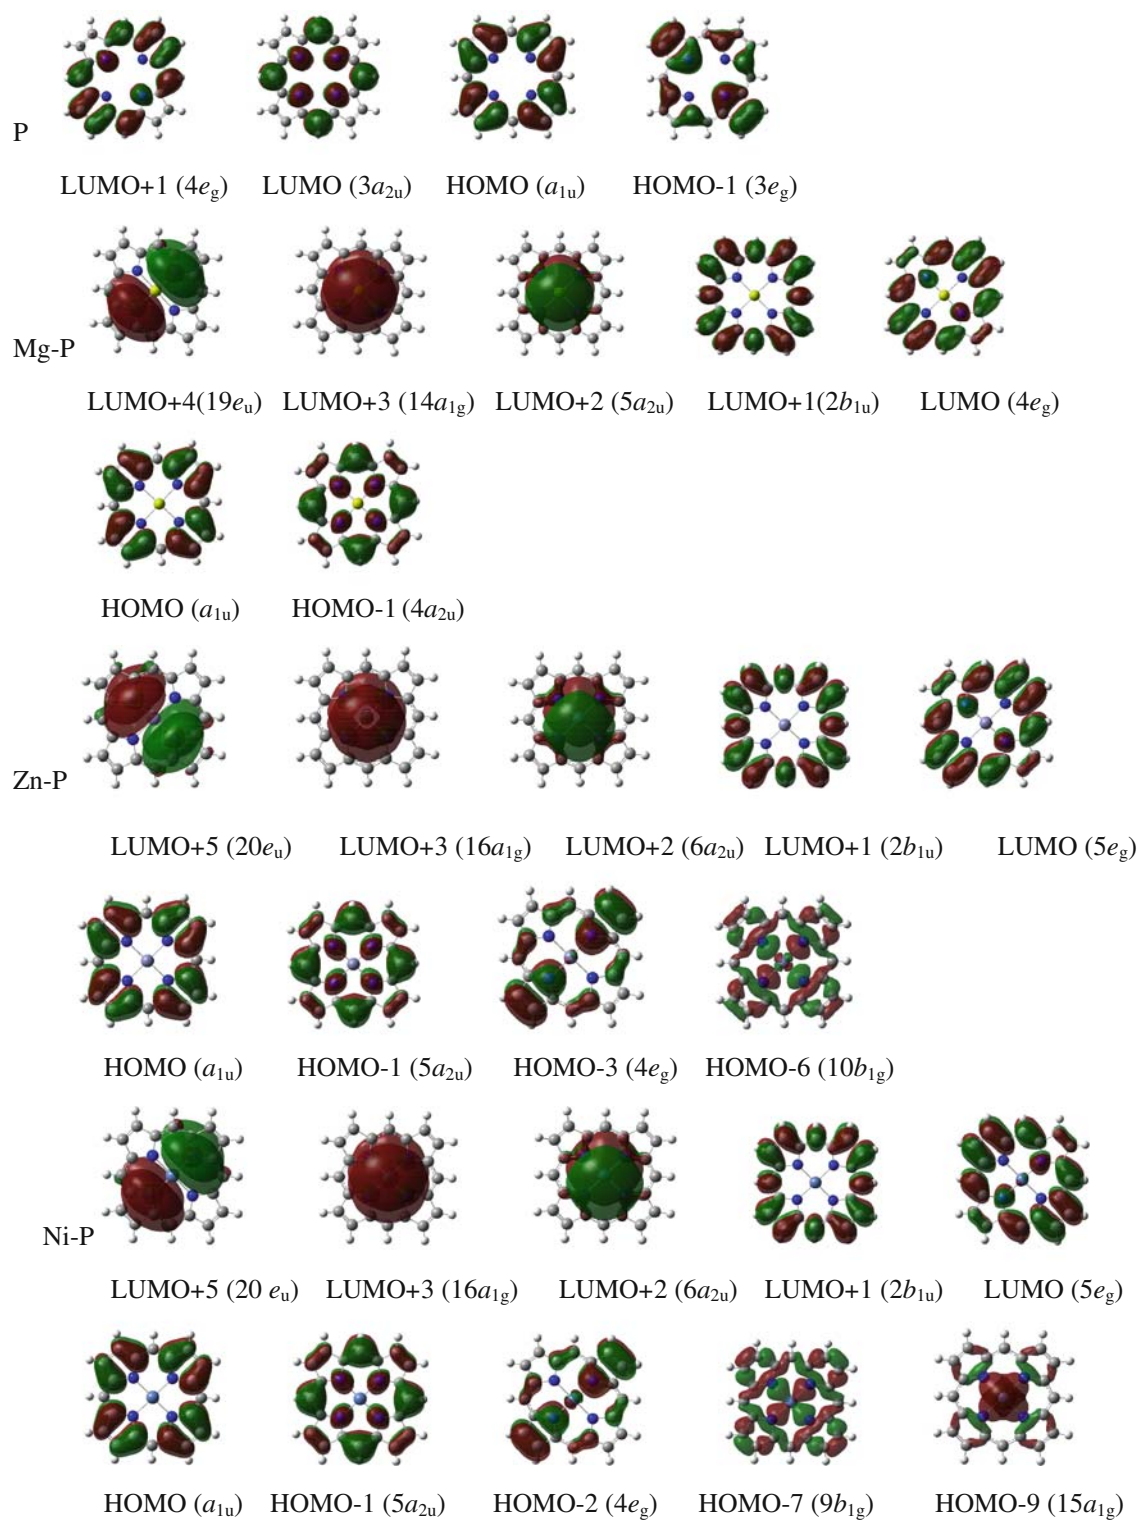 P
LUMO+1 (4eg) LUMO (3a2u) HOMO (a1u) HOMO-1 (3eg)
Mg-P
LUMO+4(19eu) LUMO+3 (14a1g) LUMO+2 (5a2u) LUMO+1(2b1u) LUMO (4eg)
HOMO (a1u) HOMO-1 (4a2u)
Zn-P
LUMO+5 (20eu) LUMO+3 (16a1g) LUMO+2 (6a2u) LUMO+1 (2b1u) LUMO (5eg)
HOMO (a1u) HOMO-1 (5a2u) HOMO-3 (4eg) HOMO-6 (10b1g)
Ni-P
LUMO+5 (20 eu) LUMO+3 (16a1g) LUMO+2 (6a2u) LUMO+1 (2b1u) LUMO (5eg)
HOMO (a1u) HOMO-1 (5a2u) HOMO-2 (4eg) HOMO-7 (9b1g) HOMO-9 (15a1g)